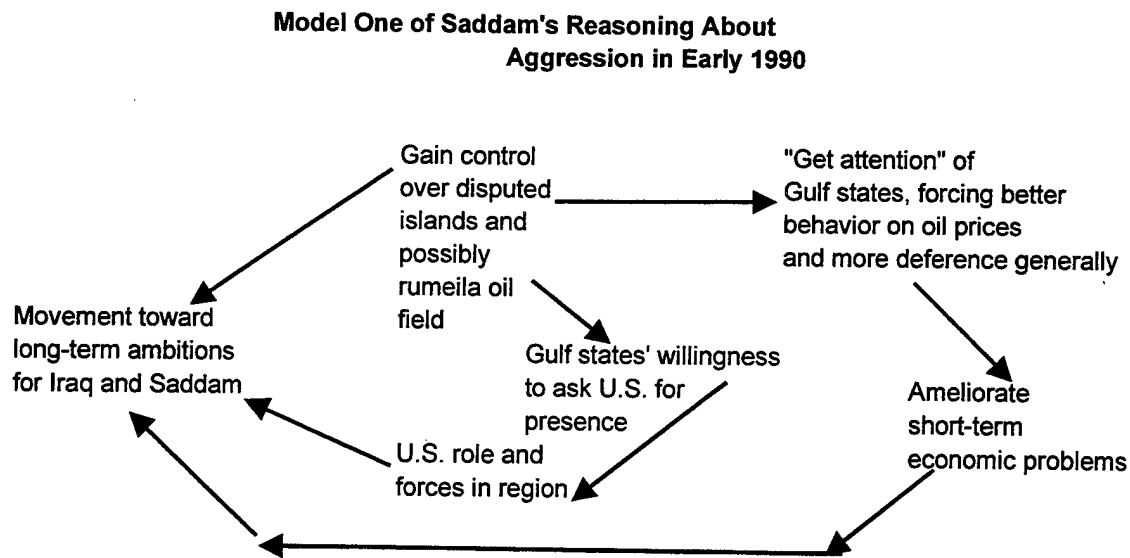 Model One of Saddam's Reasoning About
Aggression in Early 1990
Gain control
over disputed
islands and
possibly
rumeila oil
field
"Get attention" of
Gulf states, forcing better
behavior on oil prices
and more deference generally
Movement toward
long-term ambitions
for Iraq and Saddam
Gulf states' willingness
to ask U.S. for
presence
Ameliorate
short-term
economic problems
U.S. role and
forces in region